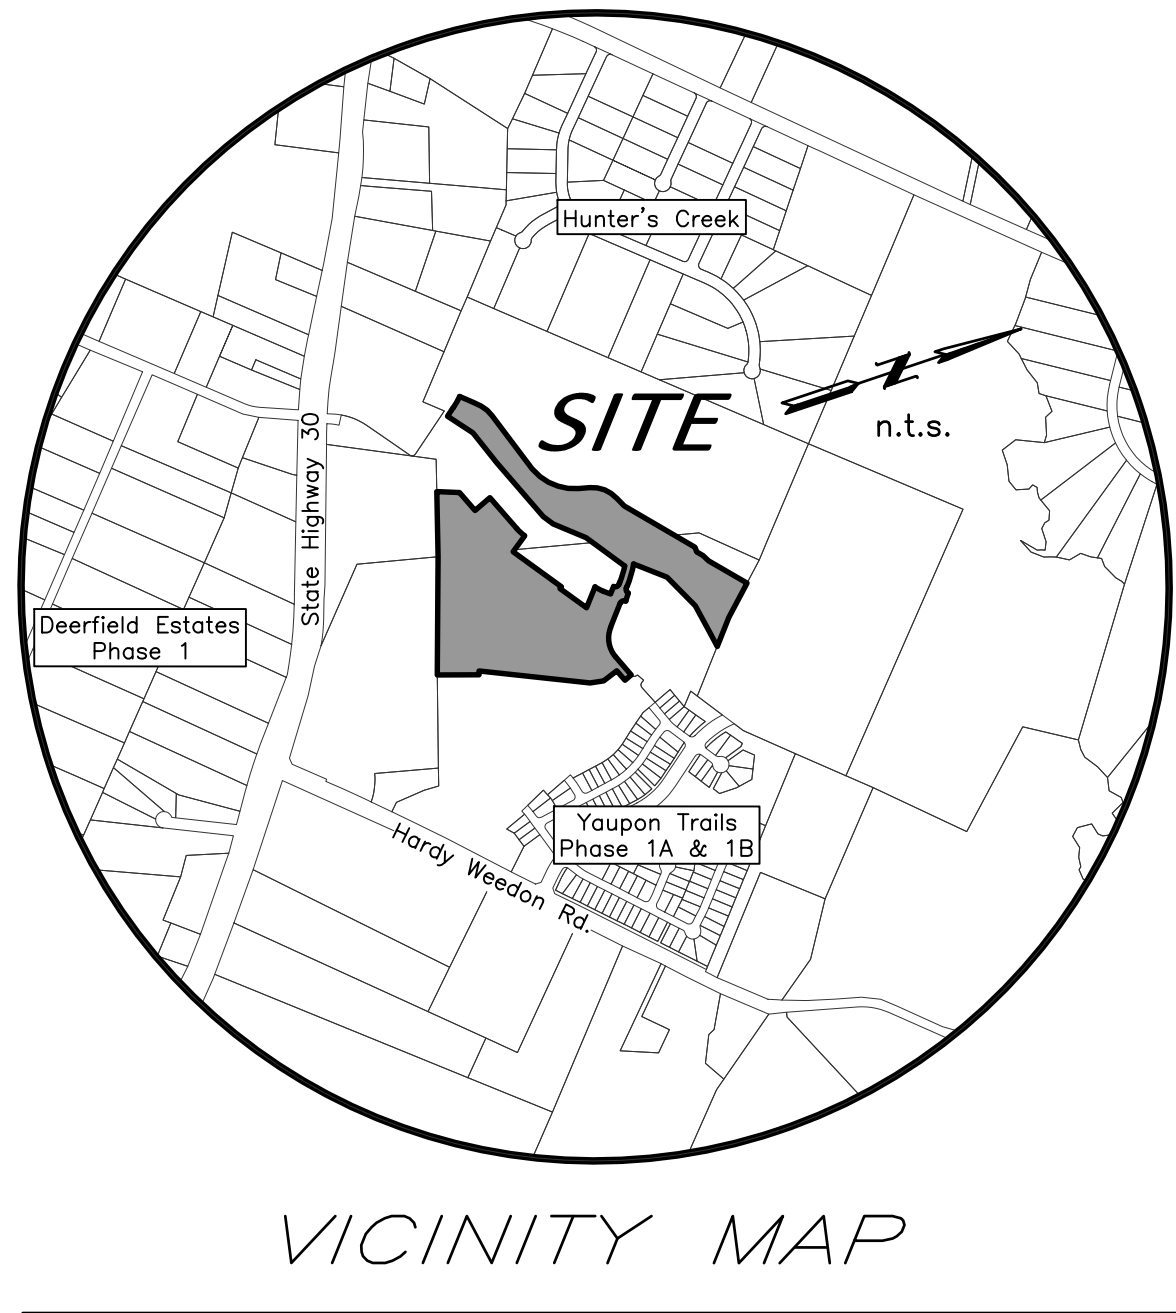 Hunter's Creek
SITE
N
n.t.s.
State Highway 30
Deerfield Estates
Phase 1
Yaupon Trails
Phase 1A & 1B
Hardy Weedon Rd.
VICINITY MAP